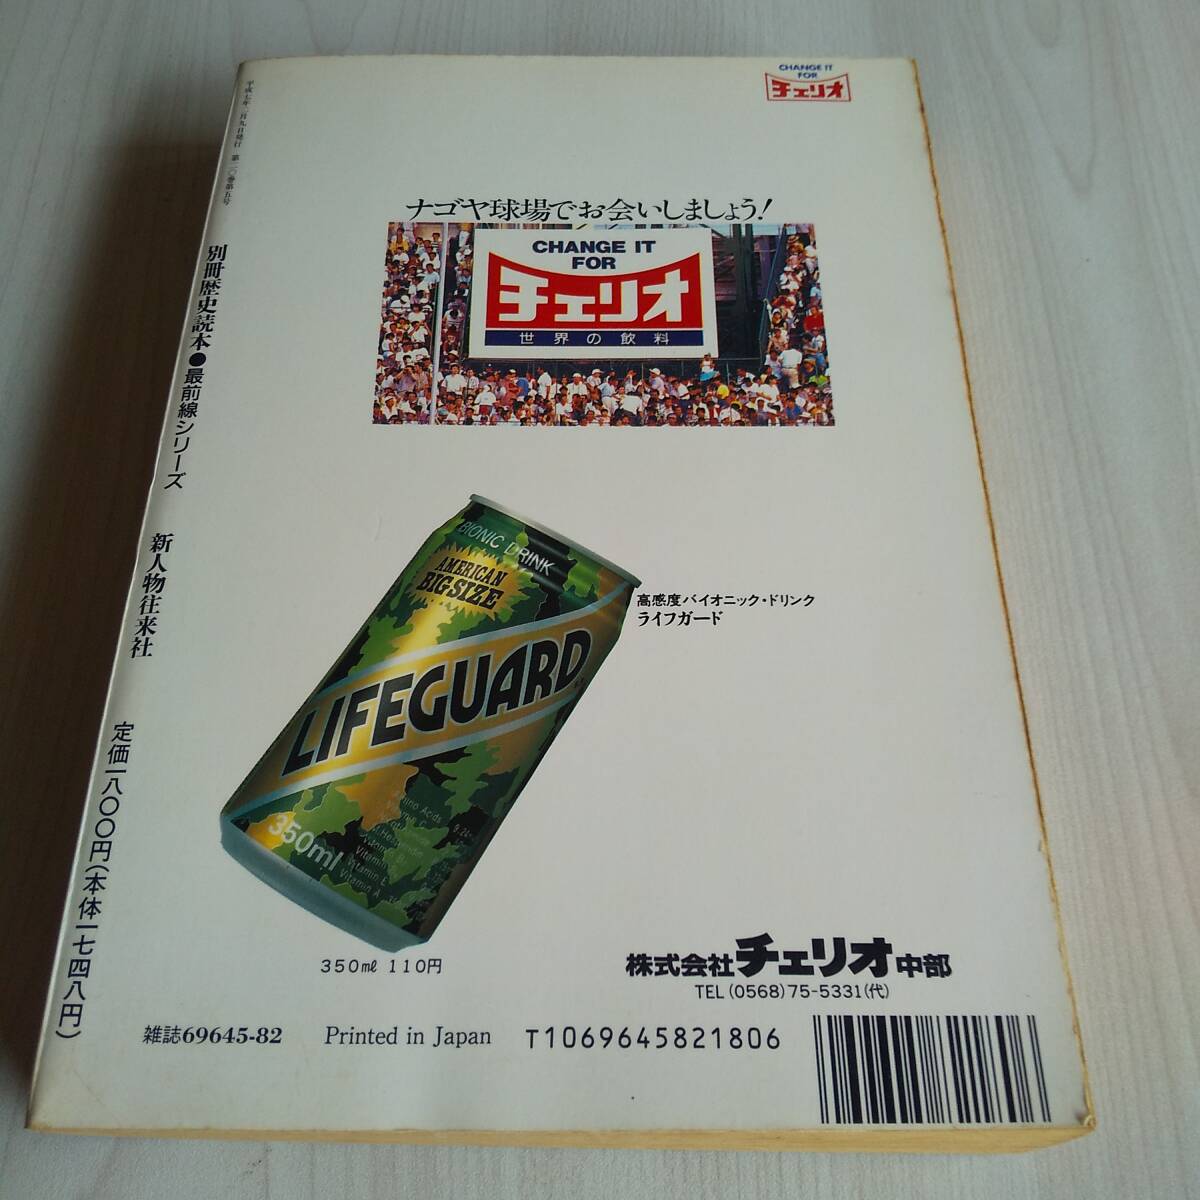 CHANGE IT
FOR
チェリオ
ナゴヤ球場でお会いしましょう!
CHANGE IT
FOR
チェリオ
世界の飲料
BIONIC DRINK
AMERICAN
BIGSIZE
LIFEGUARD
350ml
Vitamin E
Vitamin A
高感度バイオニック・ドリンク
ライフガード
350ml 110円
株式会社チェリオ中部
TEL (0568) 75-5331(代)
雑誌69645-82
Printed in Japan
T1069645821806
別冊歴史読本●最前線シリーズ
新人物往来社
定価一八〇〇円(本体一七四八円)